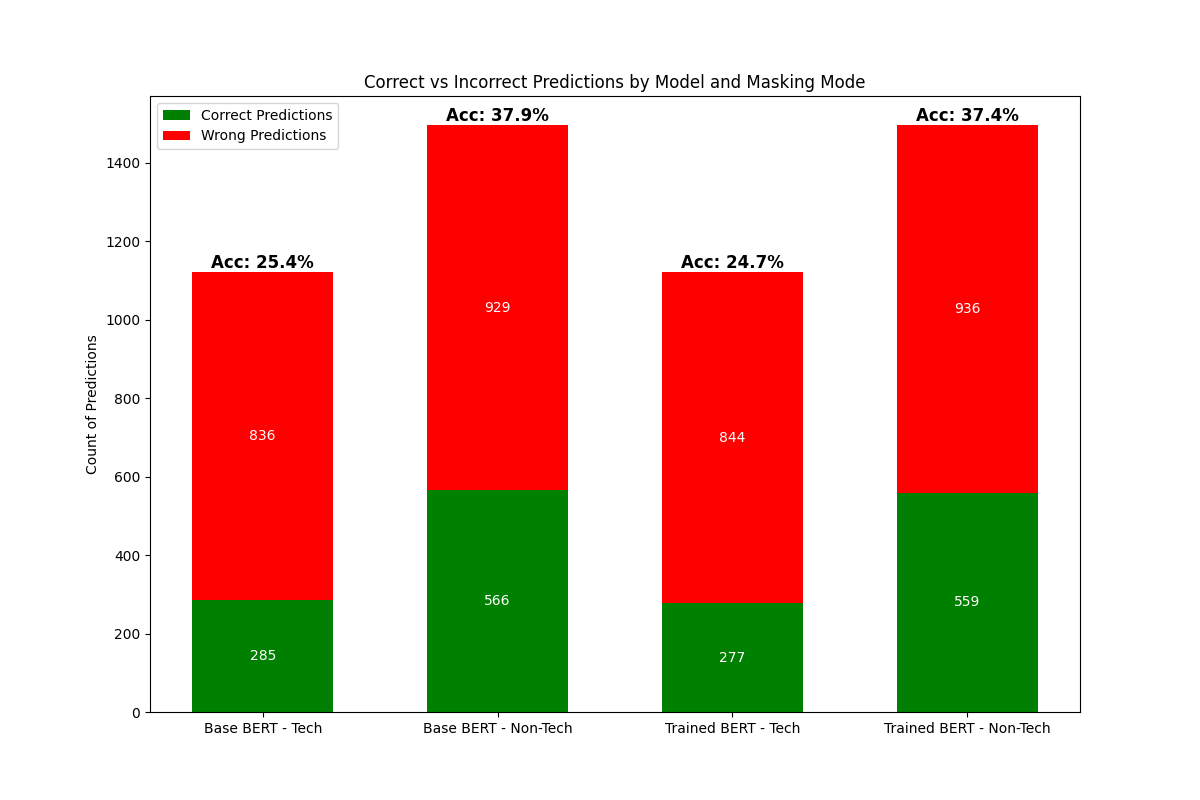 Correct vs Incorrect Predictions by Model and Masking Mode
Correct Predictions
Wrong Predictions
Acc: 25.4%
Acc: 37.9%
Acc: 24.7%
Acc: 37.4%
Count of Predictions
1400
1200
1000
800
600
400
200
0
836
285
929
566
844
277
936
559
Base BERT - Tech
Base BERT - Non-Tech
Trained BERT - Tech
Trained BERT - Non-Tech